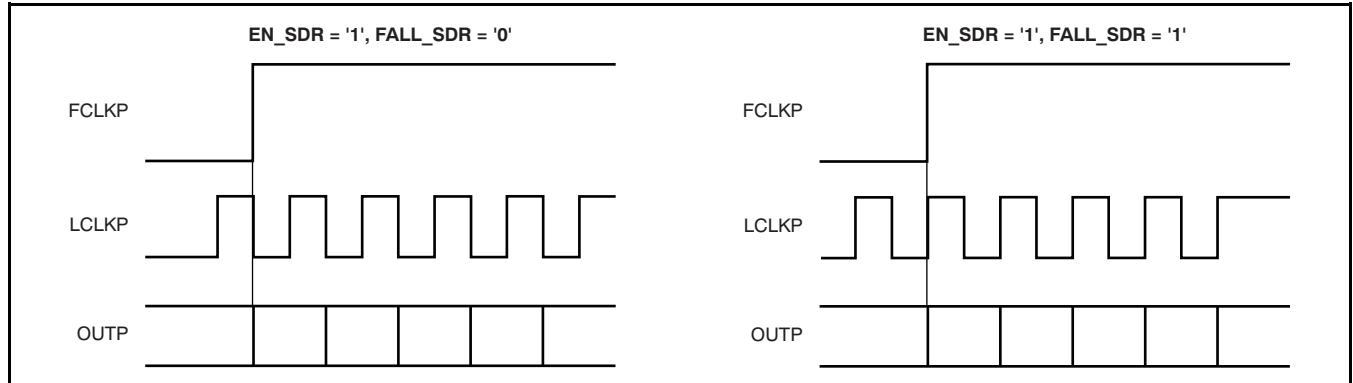 EN_SDR = '1', FALL_SDR = '0'
FCLKP
LCLKP
OUTP
EN_SDR = '1', FALL_SDR = '1'
FCLKP
LCLKP
OUTP